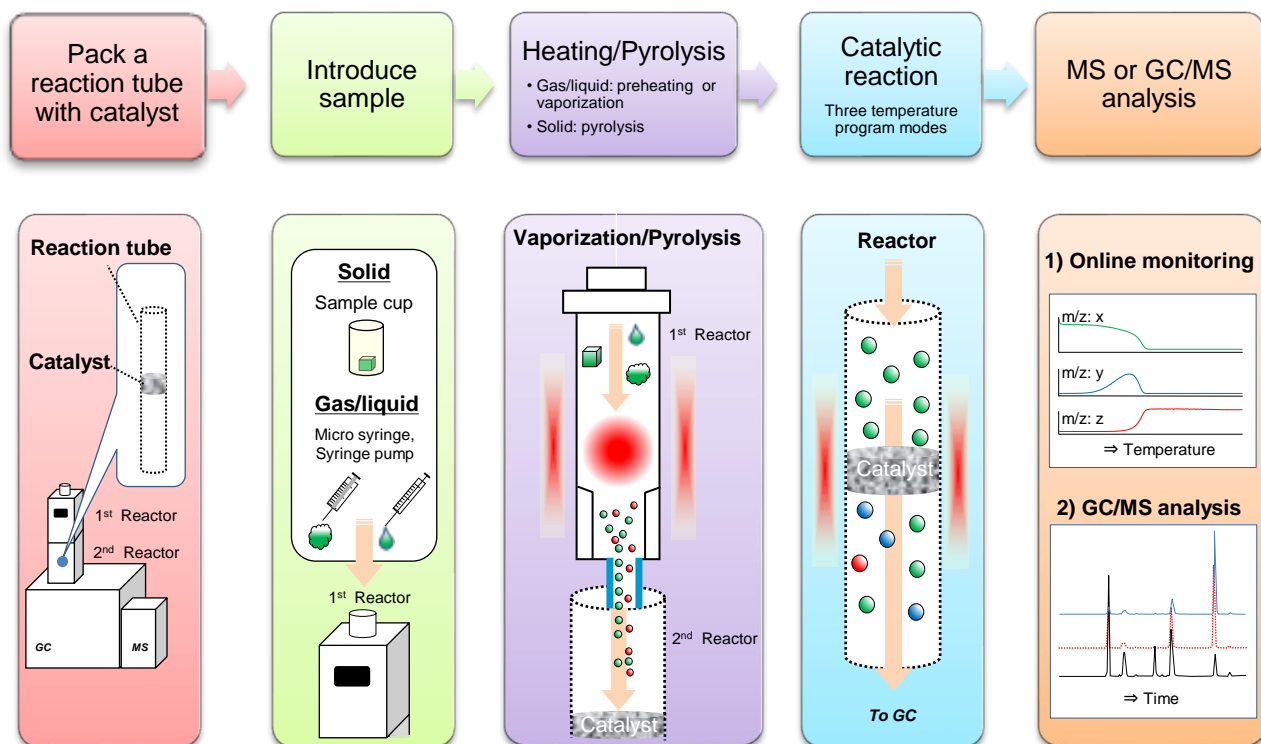 Pack a
reaction tube
with catalyst
Introduce
sample
Heating/Pyrolysis
• Gas/liquid: preheating or
vaporization
• Solid: pyrolysis
Catalytic
reaction
Three temperature
program modes
MS or GC/MS
analysis
Reaction tube
Catalyst
1st Reactor
2nd Reactor
GC
MS
Solid
Sample cup
Gas/liquid
Micro syringe,
Syringe pump
1st Reactor
Vaporization/Pyrolysis
1st Reactor
2nd Reactor
Catalyst
Reactor
Catalyst
To GC
1) Online monitoring
m/z: x
m/z: y
m/z: z
⇒ Temperature
2) GC/MS analysis
⇒ Time